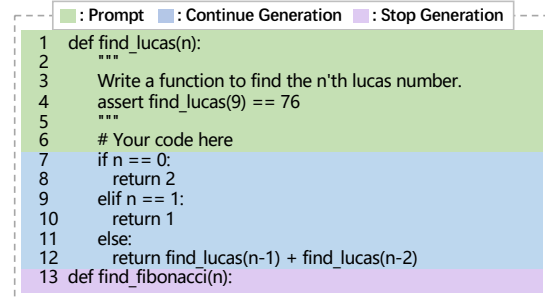 : Prompt : Continue Generation : Stop Generation
1 def find_lucas(n):
2 """
3 Write a function to find the n'th lucas number.
4 assert find_lucas(9) == 76
5 """
6 # Your code here
7 if n == 0:
8 return 2
9 elif n == 1:
10 return 1
11 else:
12 return find_lucas(n-1) + find_lucas(n-2)
13 def find_fibonacci(n):